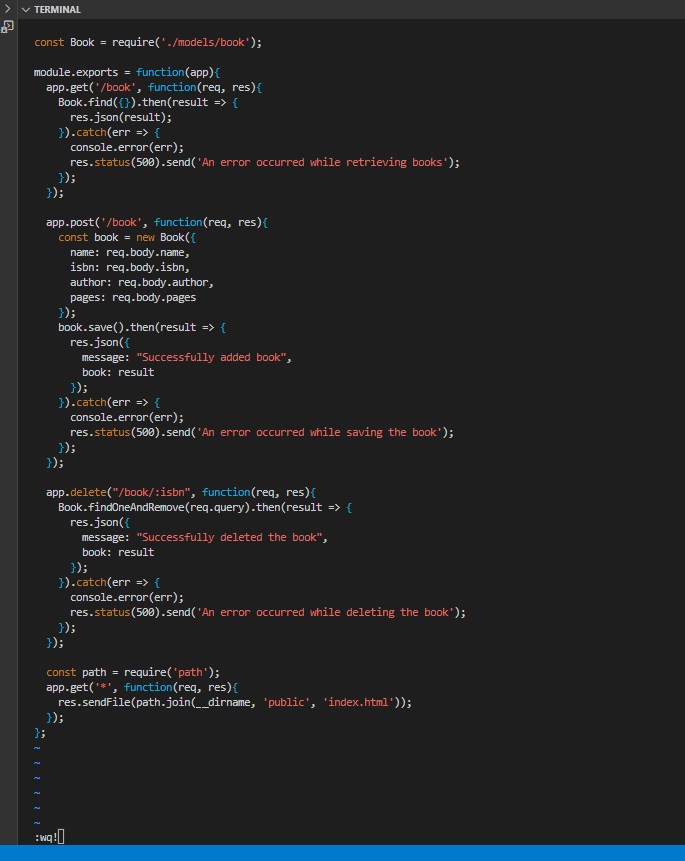 TERMINAL
const Book = require('./models/book');
module.exports = function(app){
  app.get('/book', function(req, res){
    Book.find({}).then(result => {
      res.json(result);
    }).catch(err => {
      console.error(err);
      res.status(500).send('An error occurred while retrieving books');
    });
  });
  app.post('/book', function(req, res){
    const book = new Book({
      name: req.body.name,
      isbn: req.body.isbn,
      author: req.body.author,
      pages: req.body.pages
    });
    book.save().then(result => {
      res.json({
        message: "Successfully added book",
        book: result
      });
    }).catch(err => {
      console.error(err);
      res.status(500).send('An error occurred while saving the book');
    });
  });
  app.delete("/book/:isbn", function(req, res){
    Book.findOneAndRemove(req.query).then(result => {
      res.json({
        message: "Successfully deleted the book",
        book: result
      });
    }).catch(err => {
      console.error(err);
      res.status(500).send('An error occurred while deleting the book');
    });
  });
  const path = require('path');
  app.get('*', function(req, res){
    res.sendFile(path.join(__dirname, 'public', 'index.html'));
  });
};
~
~
~
~
~
~
:wq!